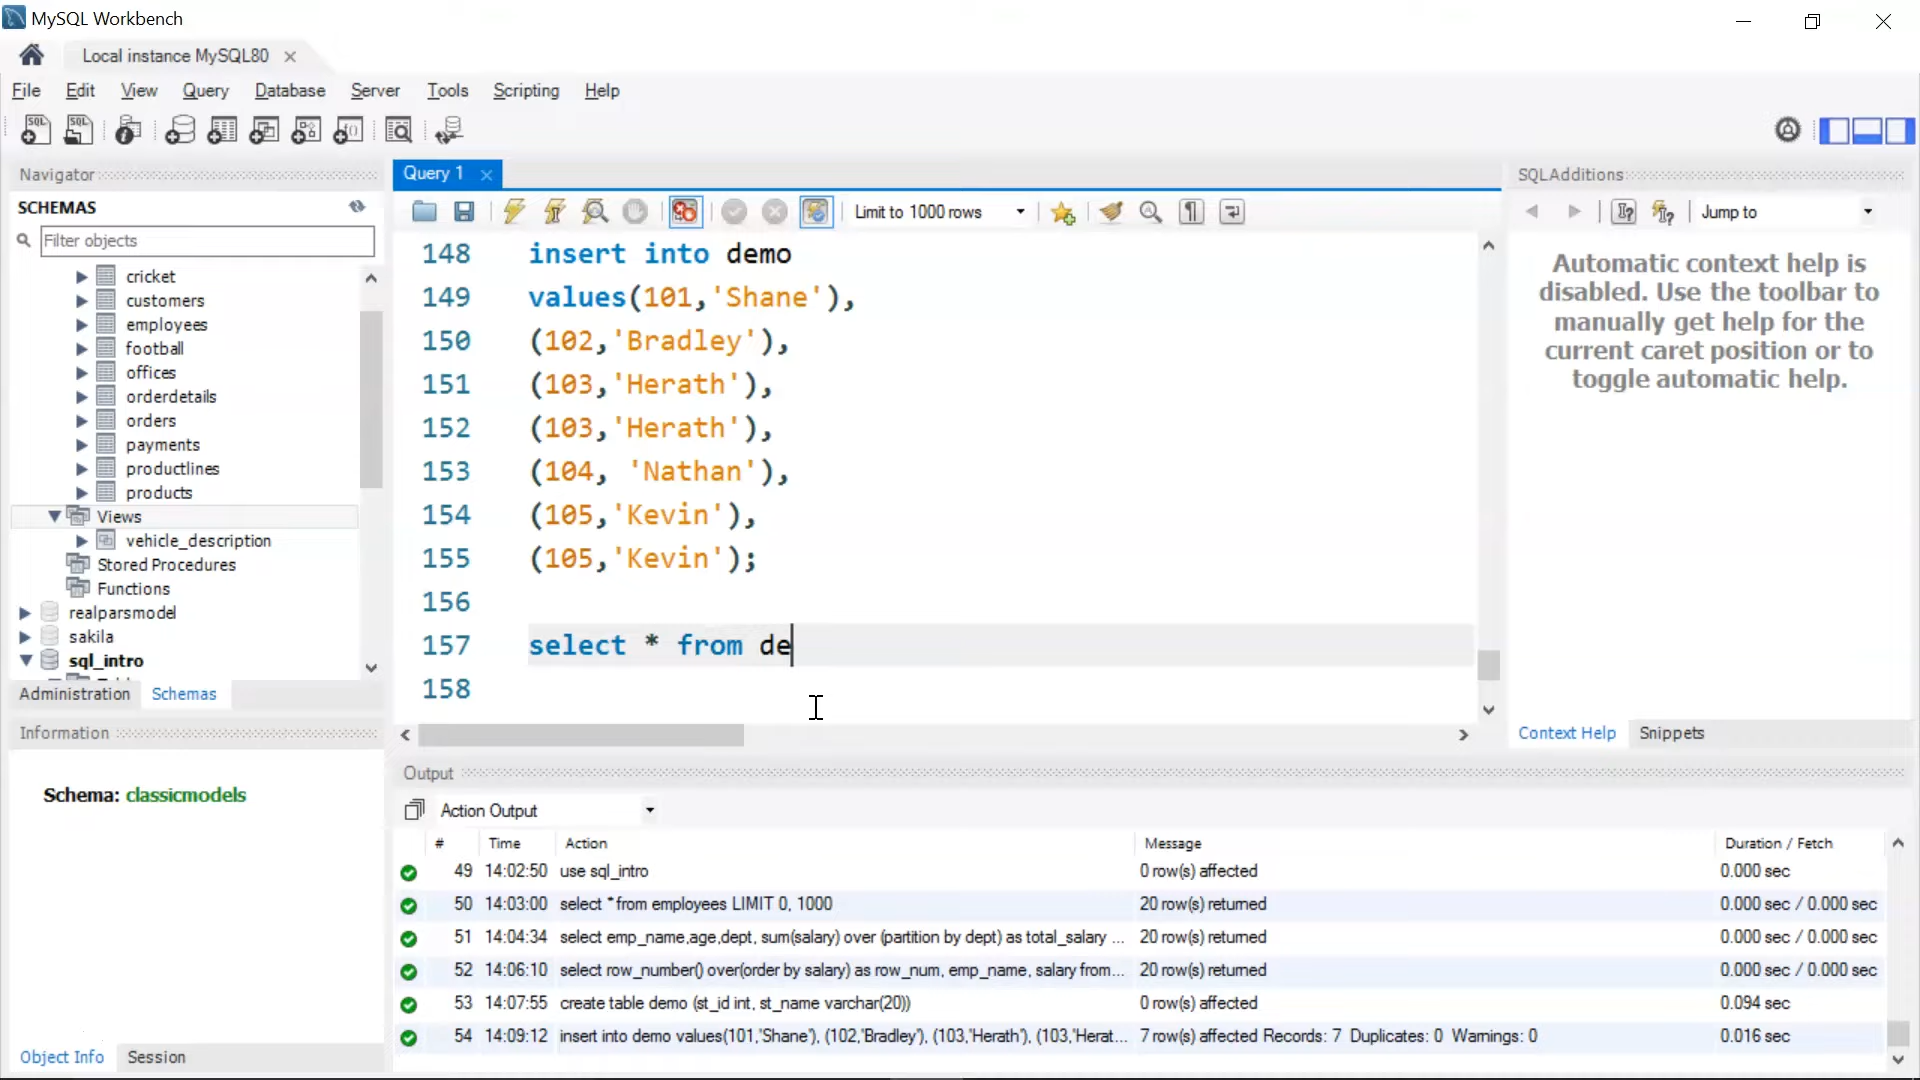 MySQL Workbench
Local instance MySQL80
File Edit View Query Database Server Tools Scripting Help
Navigator
SCHEMAS
Filter objects
cricket
customers
employees
football
offices
orderdetails
orders
payments
productlines
products
Views
vehicle_description
Stored Procedures
Functions
realparsmodel
sakila
sql_intro
Administration Schemas
Information
Schema: classicmodels
Object Info Session
Query 1
Limit to 1000 rows
148 insert into demo
149 values(101,'Shane'),
150 (102,'Bradley'),
151 (103,'Herath'),
152 (103,'Herath'),
153 (104, 'Nathan'),
154 (105,'Kevin'),
155 (105,'Kevin');
156
157 select * from de
158
SQLAdditions
Jump to
Automatic context help is
disabled. Use the toolbar to
manually get help for the
current caret position or to
toggle automatic help.
Context Help Snippets
Output
Action Output
# Time Action Message Duration / Fetch
49 14:02:50 use sql_intro 0 row(s) affected 0.000 sec
50 14:03:00 select * from employees LIMIT 0, 1000 20 row(s) returned 0.000 sec / 0.000 sec
51 14:04:34 select emp_name,age,dept, sum(salary) over (partition by dept) as total_salary ... 20 row(s) returned 0.000 sec / 0.000 sec
52 14:06:10 select row_number() over(order by salary) as row_num, emp_name, salary from... 20 row(s) returned 0.000 sec / 0.000 sec
53 14:07:55 create table demo (st_id int, st_name varchar(20)) 0 row(s) affected 0.094 sec
54 14:09:12 insert into demo values(101,'Shane'), (102,'Bradley'), (103,'Herath'), (103,'Herat... 7 row(s) affected Records: 7 Duplicates: 0 Warnings: 0 0.016 sec